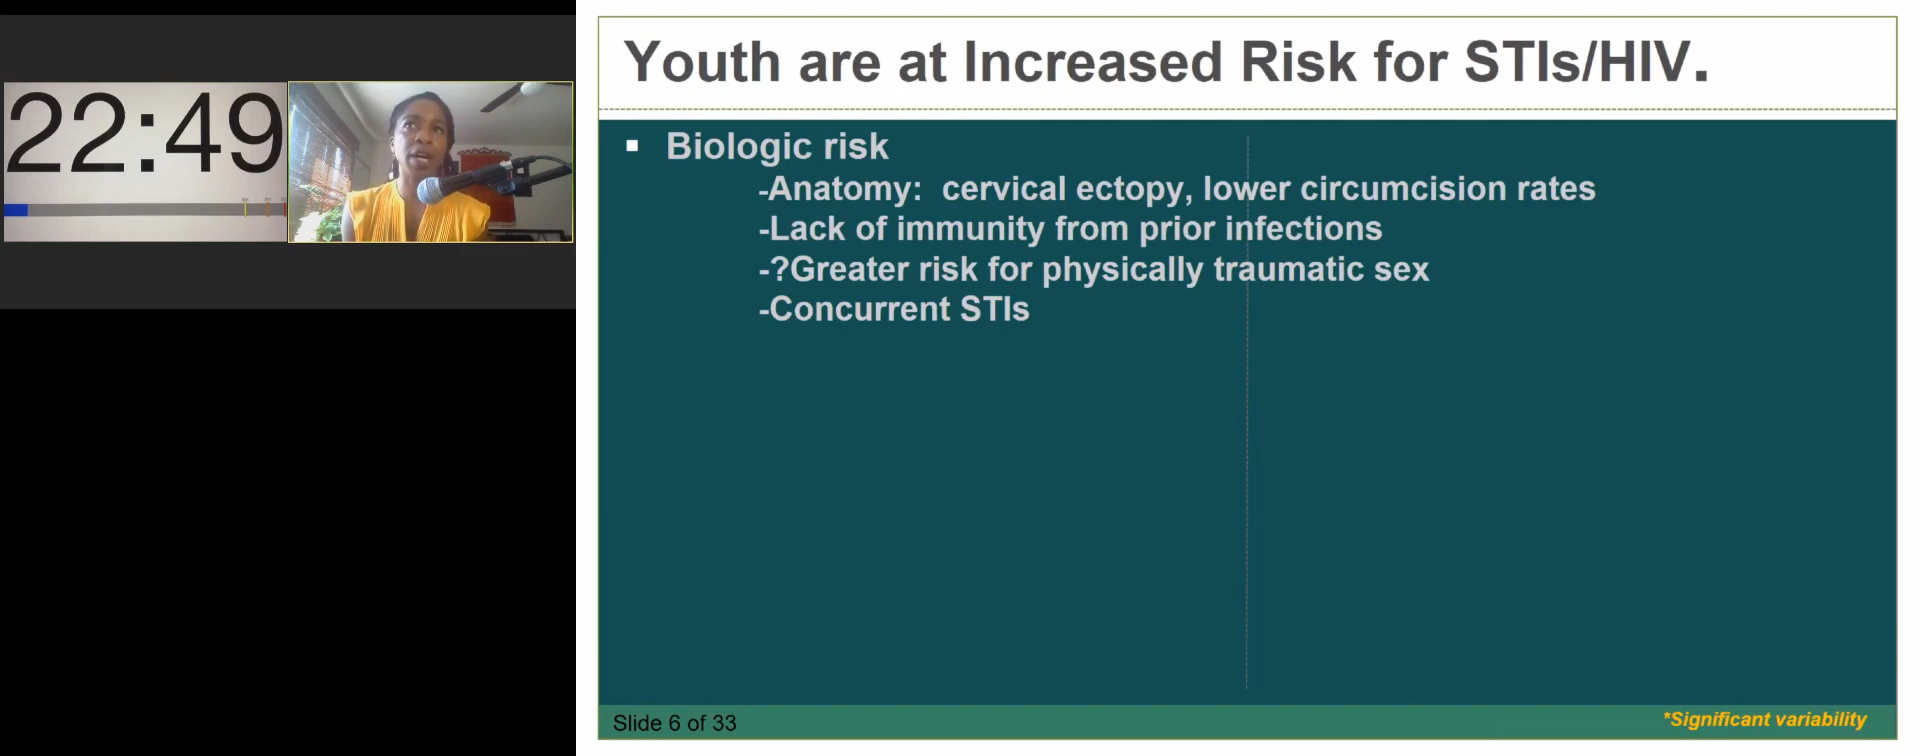 22:49
Youth are at Increased Risk for STIs/HIV.
▪ Biologic risk
-Anatomy: cervical ectopy, lower circumcision rates
-Lack of immunity from prior infections
-?Greater risk for physically traumatic sex
-Concurrent STIs
Slide 6 of 33
*Significant variability